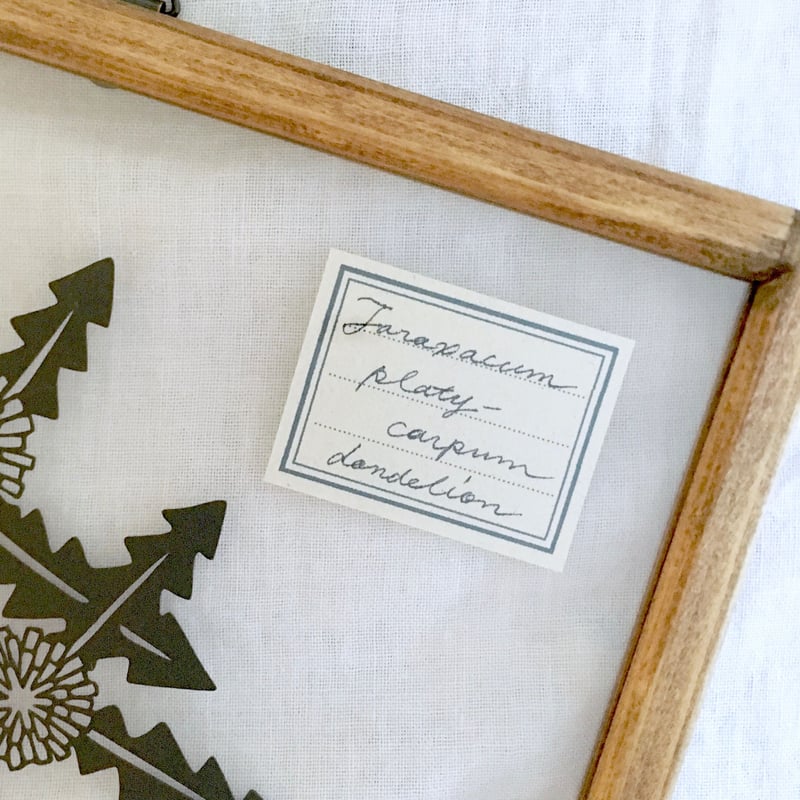 Taraxacum
platy-
carpum
dandelion